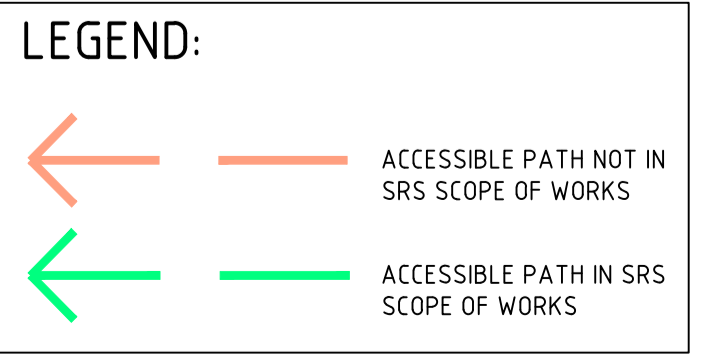 LEGEND:
ACCESSIBLE PATH NOT IN
SRS SCOPE OF WORKS
ACCESSIBLE PATH IN SRS
SCOPE OF WORKS